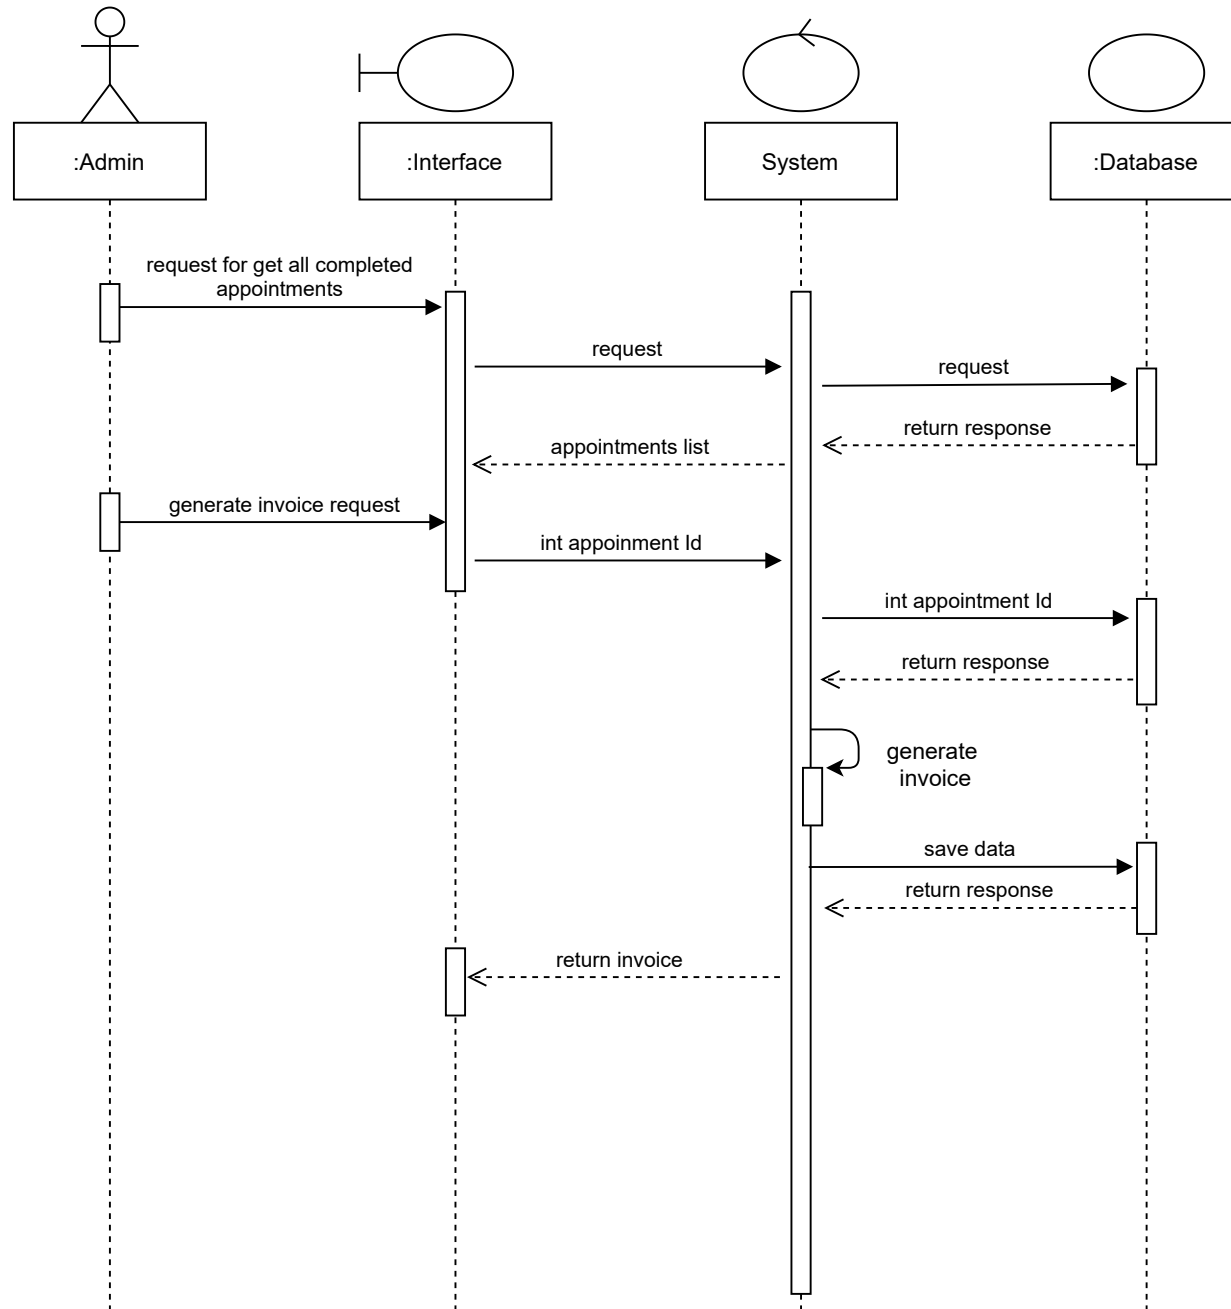 :Admin
:Interface
System
:Database
request for get all completed
appointments
request
request
return response
appointments list
generate invoice request
int appoinment Id
int appointment Id
return response
generate
invoice
save data
return response
return invoice